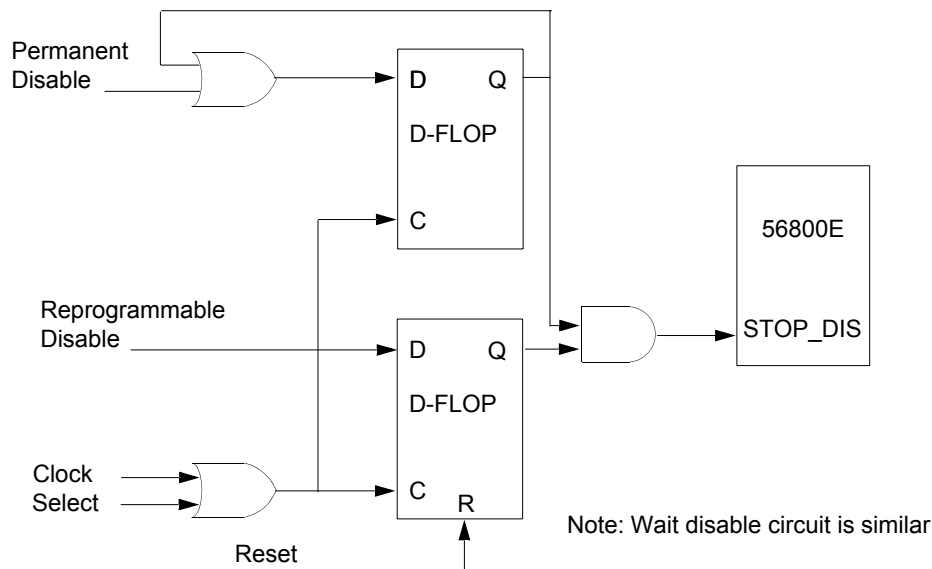 Permanent
Disable
D
Q
D-FLOP
C
56800E
STOP_DIS
Reprogrammable
Disable
D
Q
D-FLOP
C
R
Clock
Select
Reset
Note: Wait disable circuit is similar